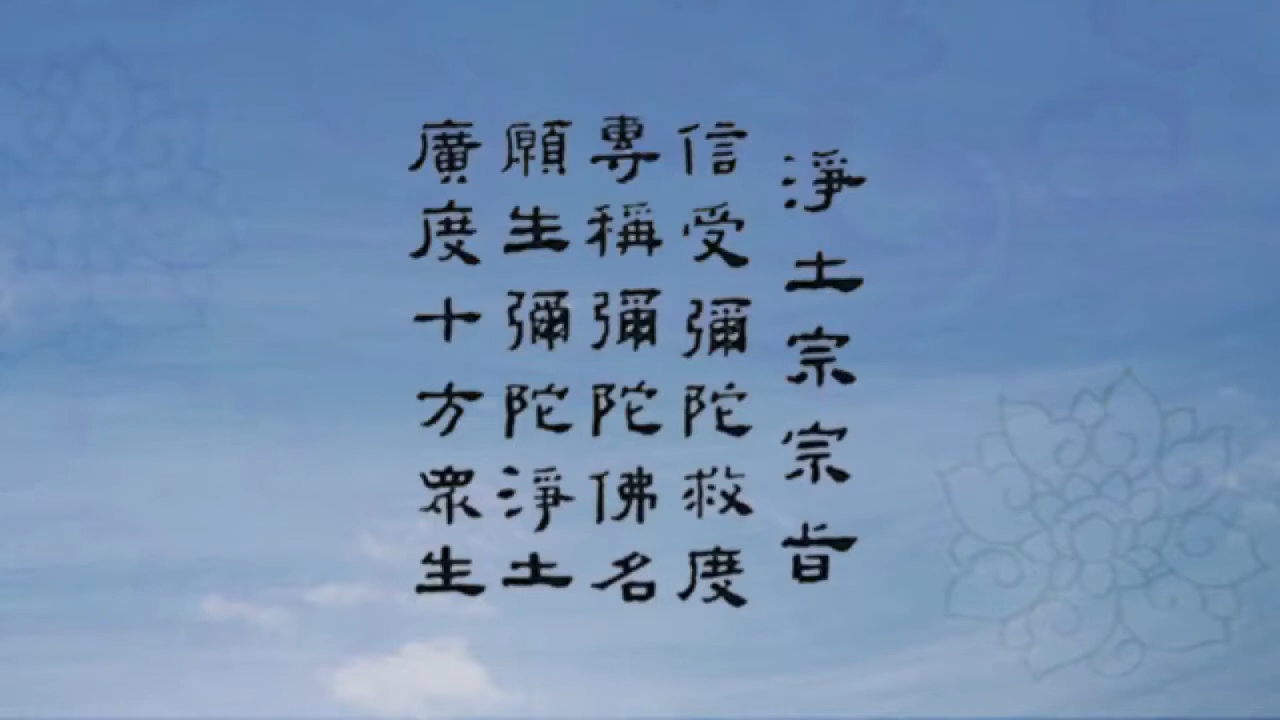 淨土宗宗旨
信受彌陀救度
專稱彌陀佛名
願生彌陀淨土
廣度十方眾生